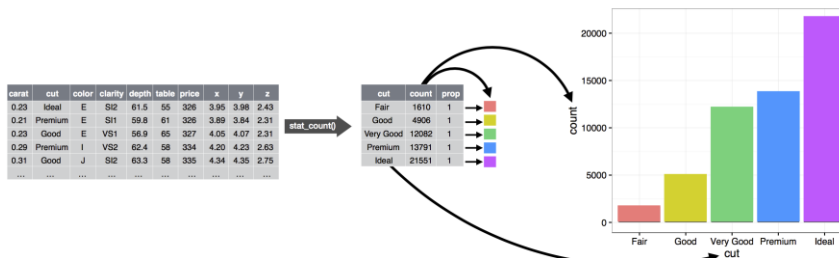 carat cut color clarity depth table price x y z
0.23 Ideal E SI2 61.5 55 326 3.95 3.98 2.43
0.21 Premium E SI1 59.8 61 326 3.89 3.84 2.31
0.23 Good E VS1 56.9 65 327 4.05 4.07 2.31
0.29 Premium I VS2 62.4 58 334 4.20 4.23 2.63
0.31 Good J SI2 63.3 58 335 4.34 4.35 2.75
... ... ... ... ... ... ... ... ... ...
stat_count()
cut count prop
Fair 1610 1
Good 4906 1
Very Good 12082 1
Premium 13791 1
Ideal 21551 1
count
20000
15000
10000
5000
0
Fair Good Very Good Premium Ideal
cut